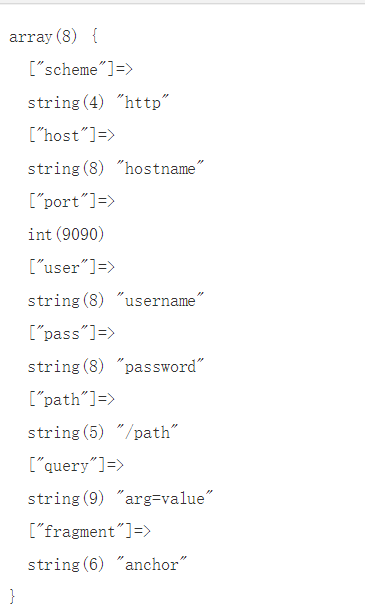 array(8) {
["scheme"]=>
string(4) "http"
["host"]=>
string(8) "hostname"
["port"]=>
int(9090)
["user"]=>
string(8) "username"
["pass"]=>
string(8) "password"
["path"]=>
string(5) "/path"
["query"]=>
string(9) "arg=value"
["fragment"]=>
string(6) "anchor"
}